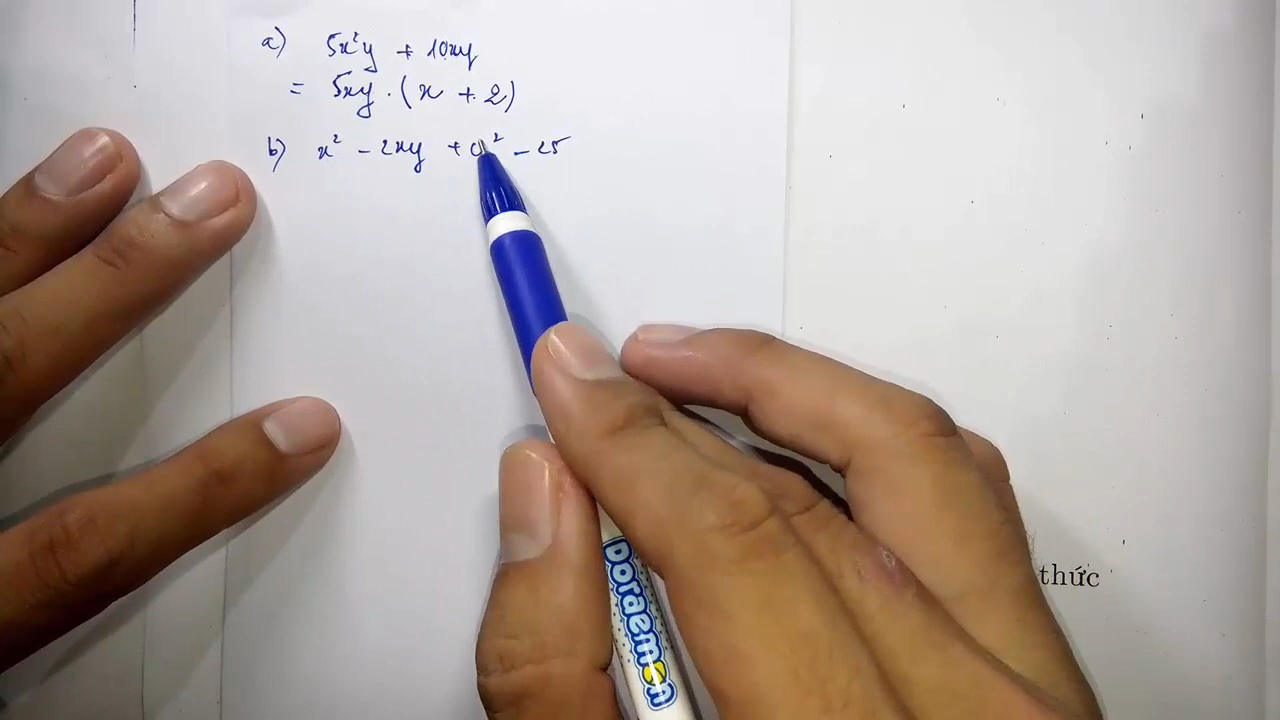 a) 5x²y + 10xy
= 5xy . (x + 2)
b) x² - 2xy + y² - 25
thức
DORAEMON